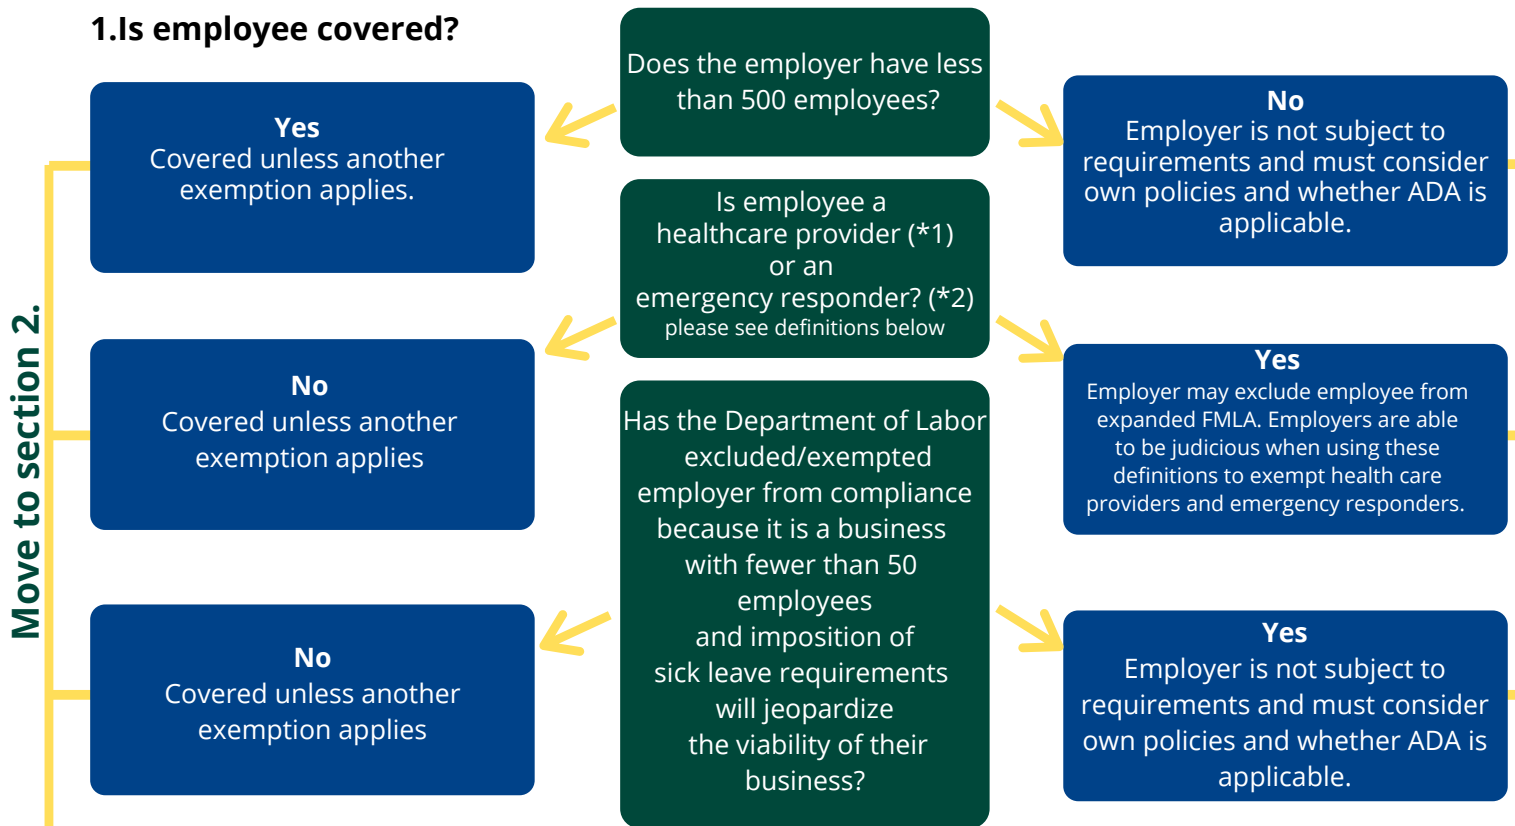 1.Is employee covered?
Does the employer have less
than 500 employees?
Yes
Covered unless another
exemption applies.
No
Employer is not subject to
requirements and must consider
own policies and whether ADA is
applicable.
Is employee a
healthcare provider (*1)
or an
emergency responder? (*2)
please see definitions below
No
Covered unless another
exemption applies
Yes
Employer may exclude employee from
expanded FMLA. Employers are able
to be judicious when using these
definitions to exempt health care
providers and emergency responders.
Has the Department of Labor
excluded/exempted
employer from compliance
because it is a business
with fewer than 50
employees
and imposition of
sick leave requirements
will jeopardize
the viability of their
business?
No
Covered unless another
exemption applies
Yes
Employer is not subject to
requirements and must consider
own policies and whether ADA is
applicable.
Move to section 2.